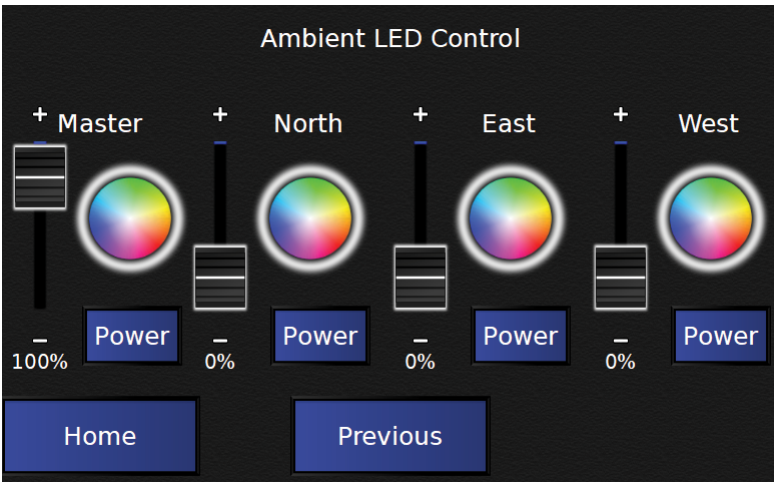 Ambient LED Control
+ Master + North + East + West
Power Power Power Power
− − − −
100% 0% 0% 0%
Home Previous